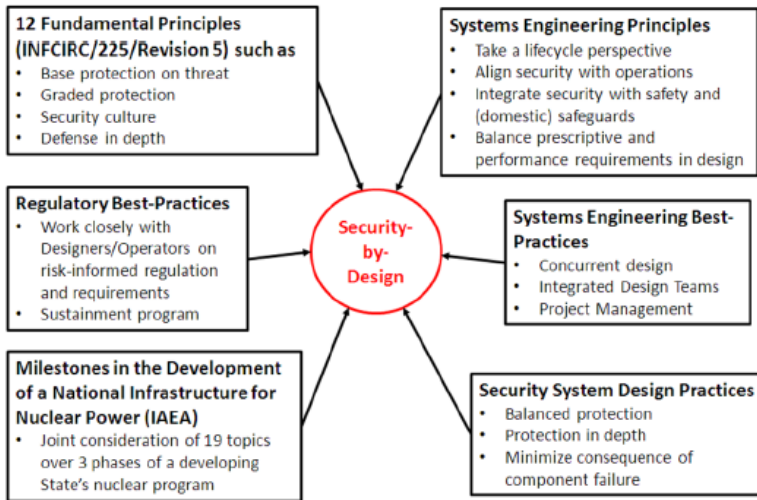 12 Fundamental Principles
(INFCIRC/225/Revision 5) such as
• Base protection on threat
• Graded protection
• Security culture
• Defense in depth
Systems Engineering Principles
• Take a lifecycle perspective
• Align security with operations
• Integrate security with safety and
(domestic) safeguards
• Balance prescriptive and
performance requirements in design
Regulatory Best-Practices
• Work closely with
Designers/Operators on
risk-informed regulation
and requirements
• Sustainment program
Security-
by-
Design
Systems Engineering Best-
Practices
• Concurrent design
• Integrated Design Teams
• Project Management
Milestones in the Development
of a National Infrastructure for
Nuclear Power (IAEA)
• Joint consideration of 19 topics
over 3 phases of a developing
State's nuclear program
Security System Design Practices
• Balanced protection
• Protection in depth
• Minimize consequence of
component failure